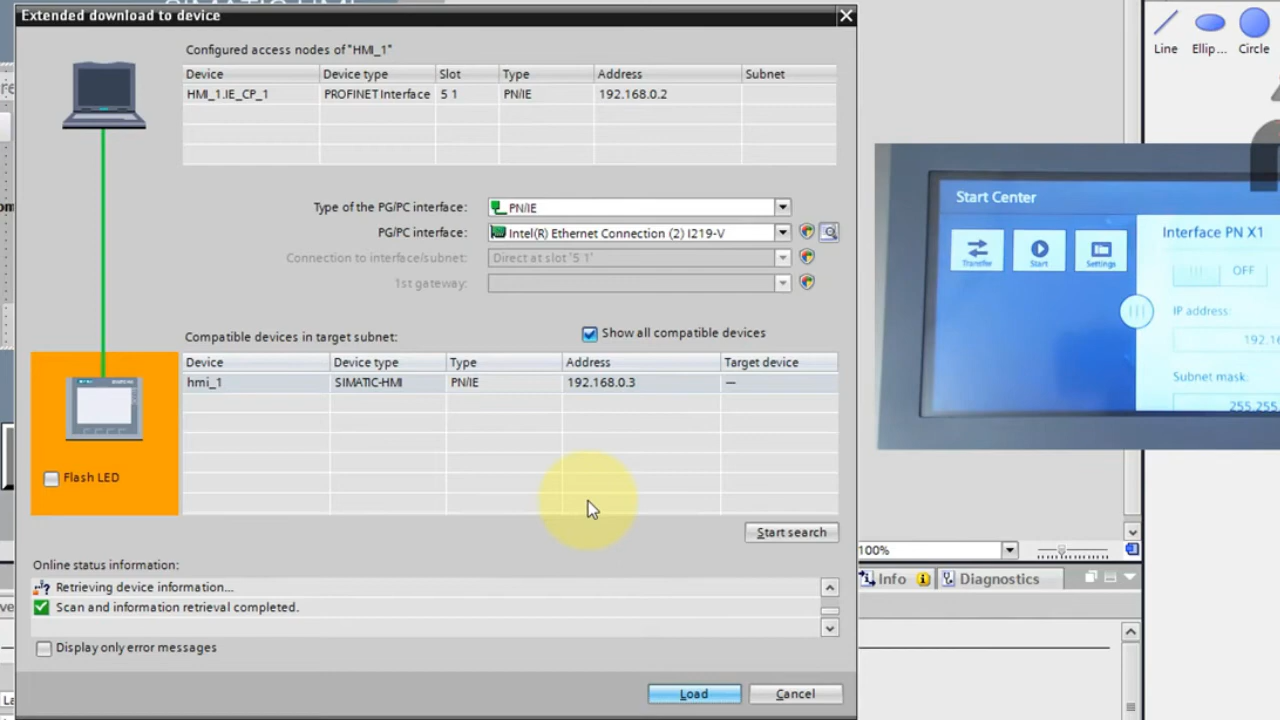 Extended download to device
Configured access nodes of "HMI_1"
Device Device type Slot Type Address Subnet
HMI_1.IE_CP_1 PROFINET Interface 5 1 PN/IE 192.168.0.2
Type of the PG/PC interface: PN/IE
PG/PC interface: Intel(R) Ethernet Connection (2) I219-V
Connection to interface/subnet: Direct at slot '5 1'
1st gateway:
Compatible devices in target subnet: Show all compatible devices
Device Device type Type Address Target device
hmi_1 SIMATIC-HMI PN/IE 192.168.0.3 —
Flash LED
Start search
Online status information:
Retrieving device information...
Scan and information retrieval completed.
Display only error messages
Load Cancel
Line Ellip... Circle
Start Center
Transfer Start Settings
Interface PN X1
OFF
IP address:
192.16
Subnet mask:
255.255
100%
Info Diagnostics